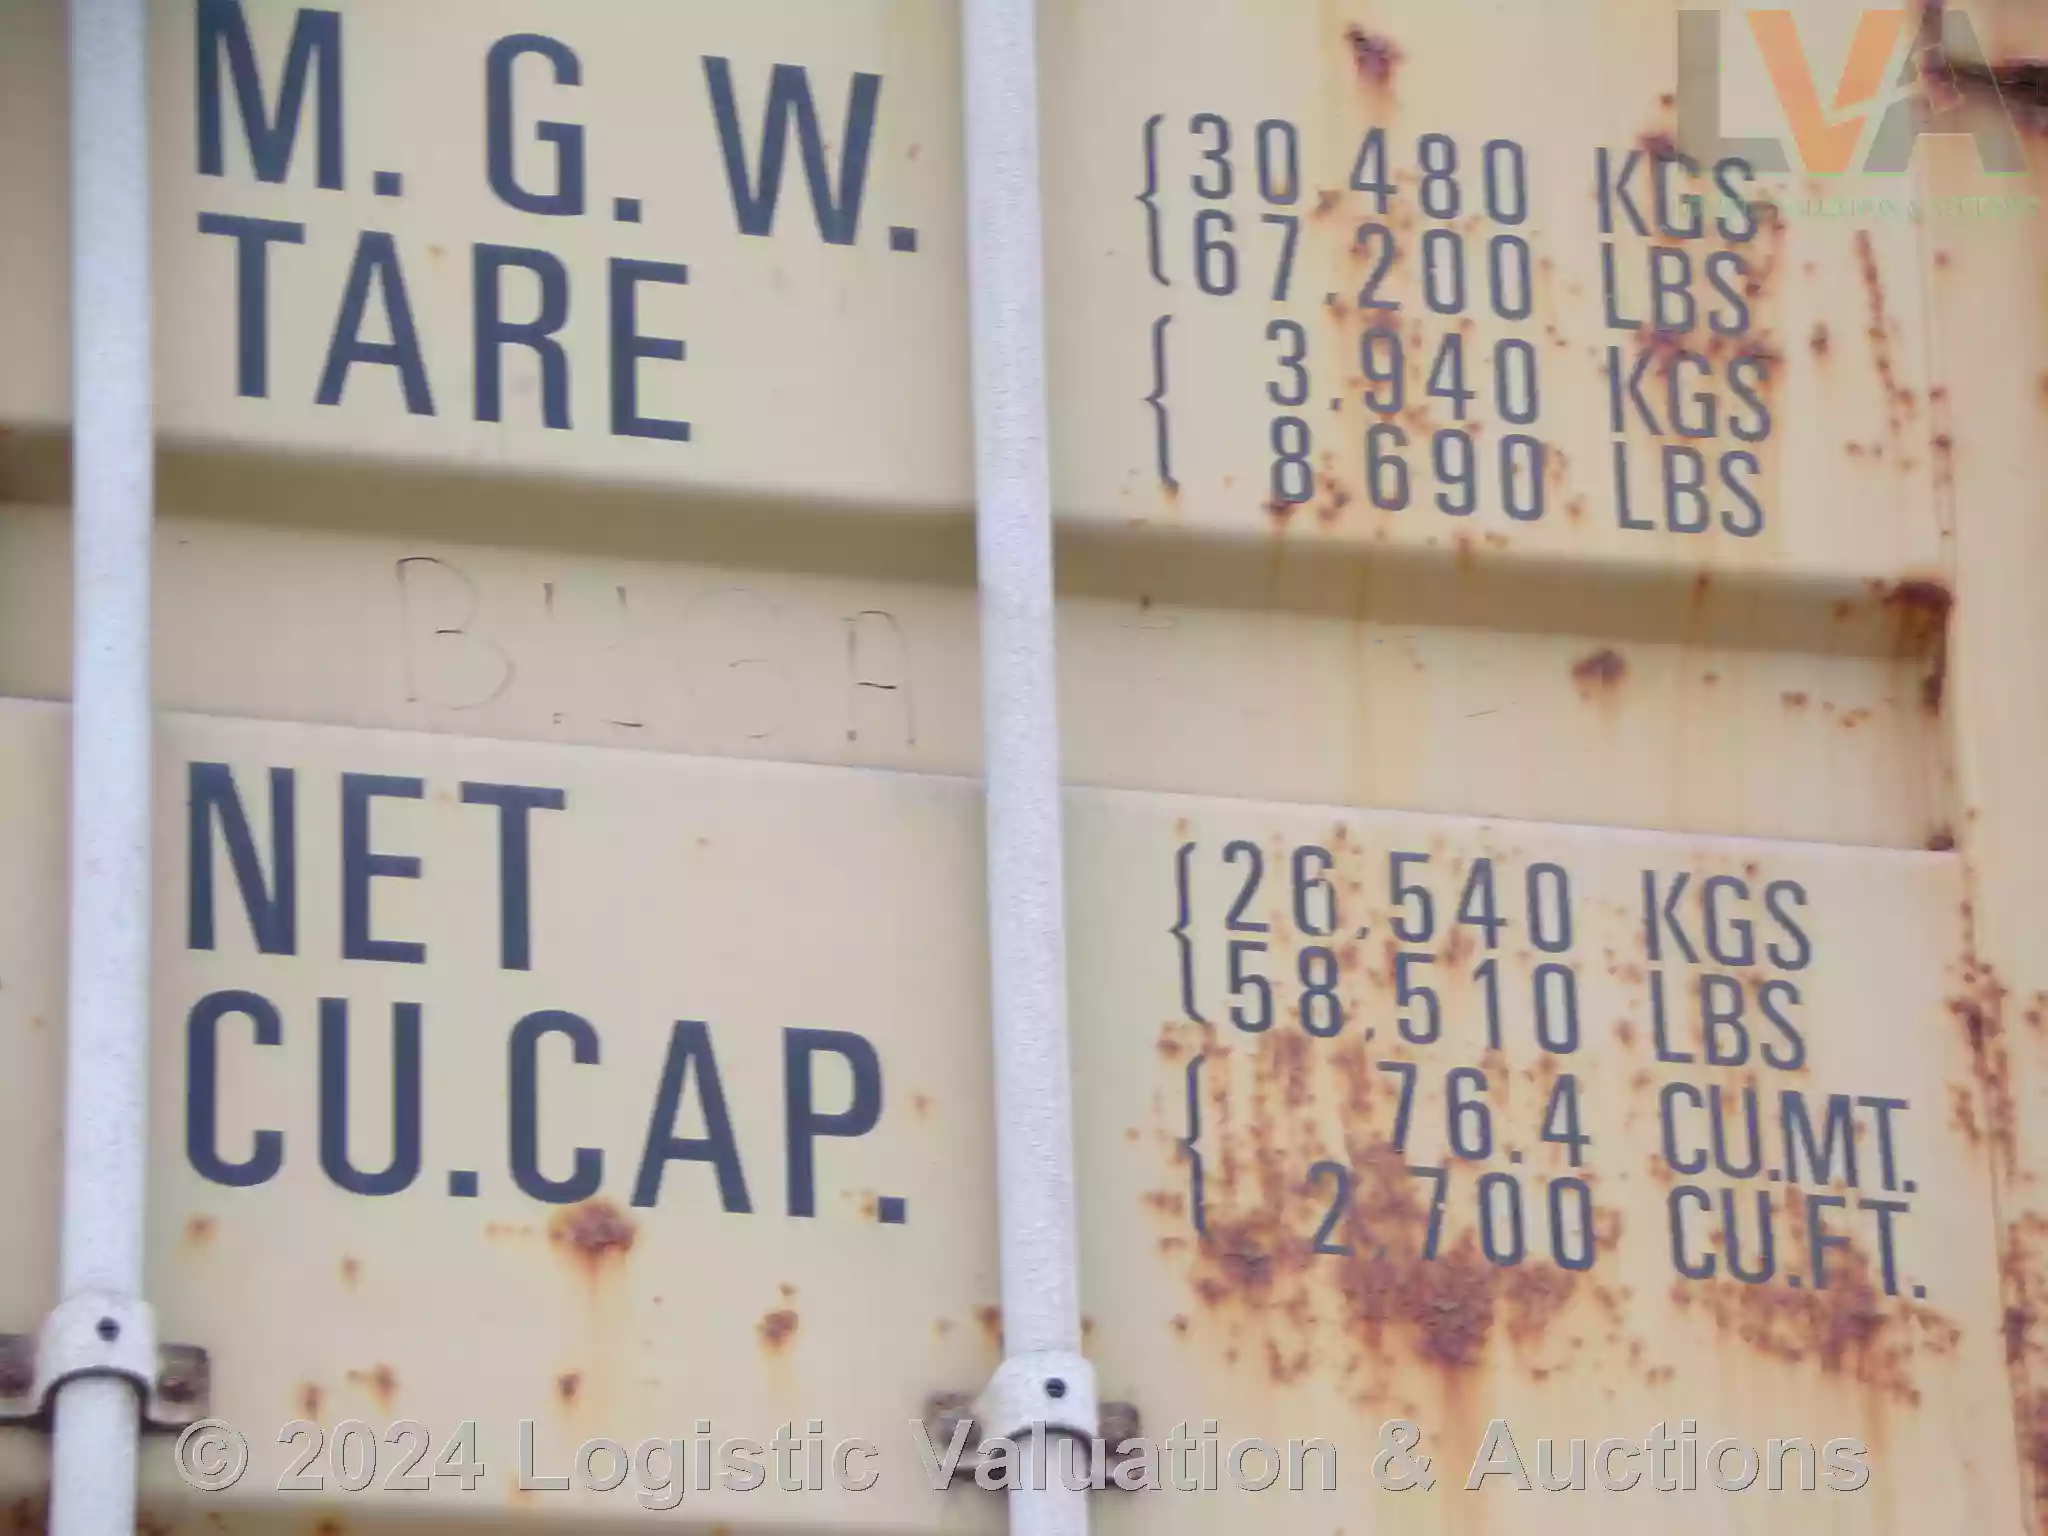 LVA
M. G. W. {30,480 KGS
67,200 LBS
TARE { 3,940 KGS
8,690 LBS
NET {26,540 KGS
58,510 LBS
CU.CAP. { 76.4 CU.MT.
2,700 CU.FT.
© 2024 Logistic Valuation & Auctions